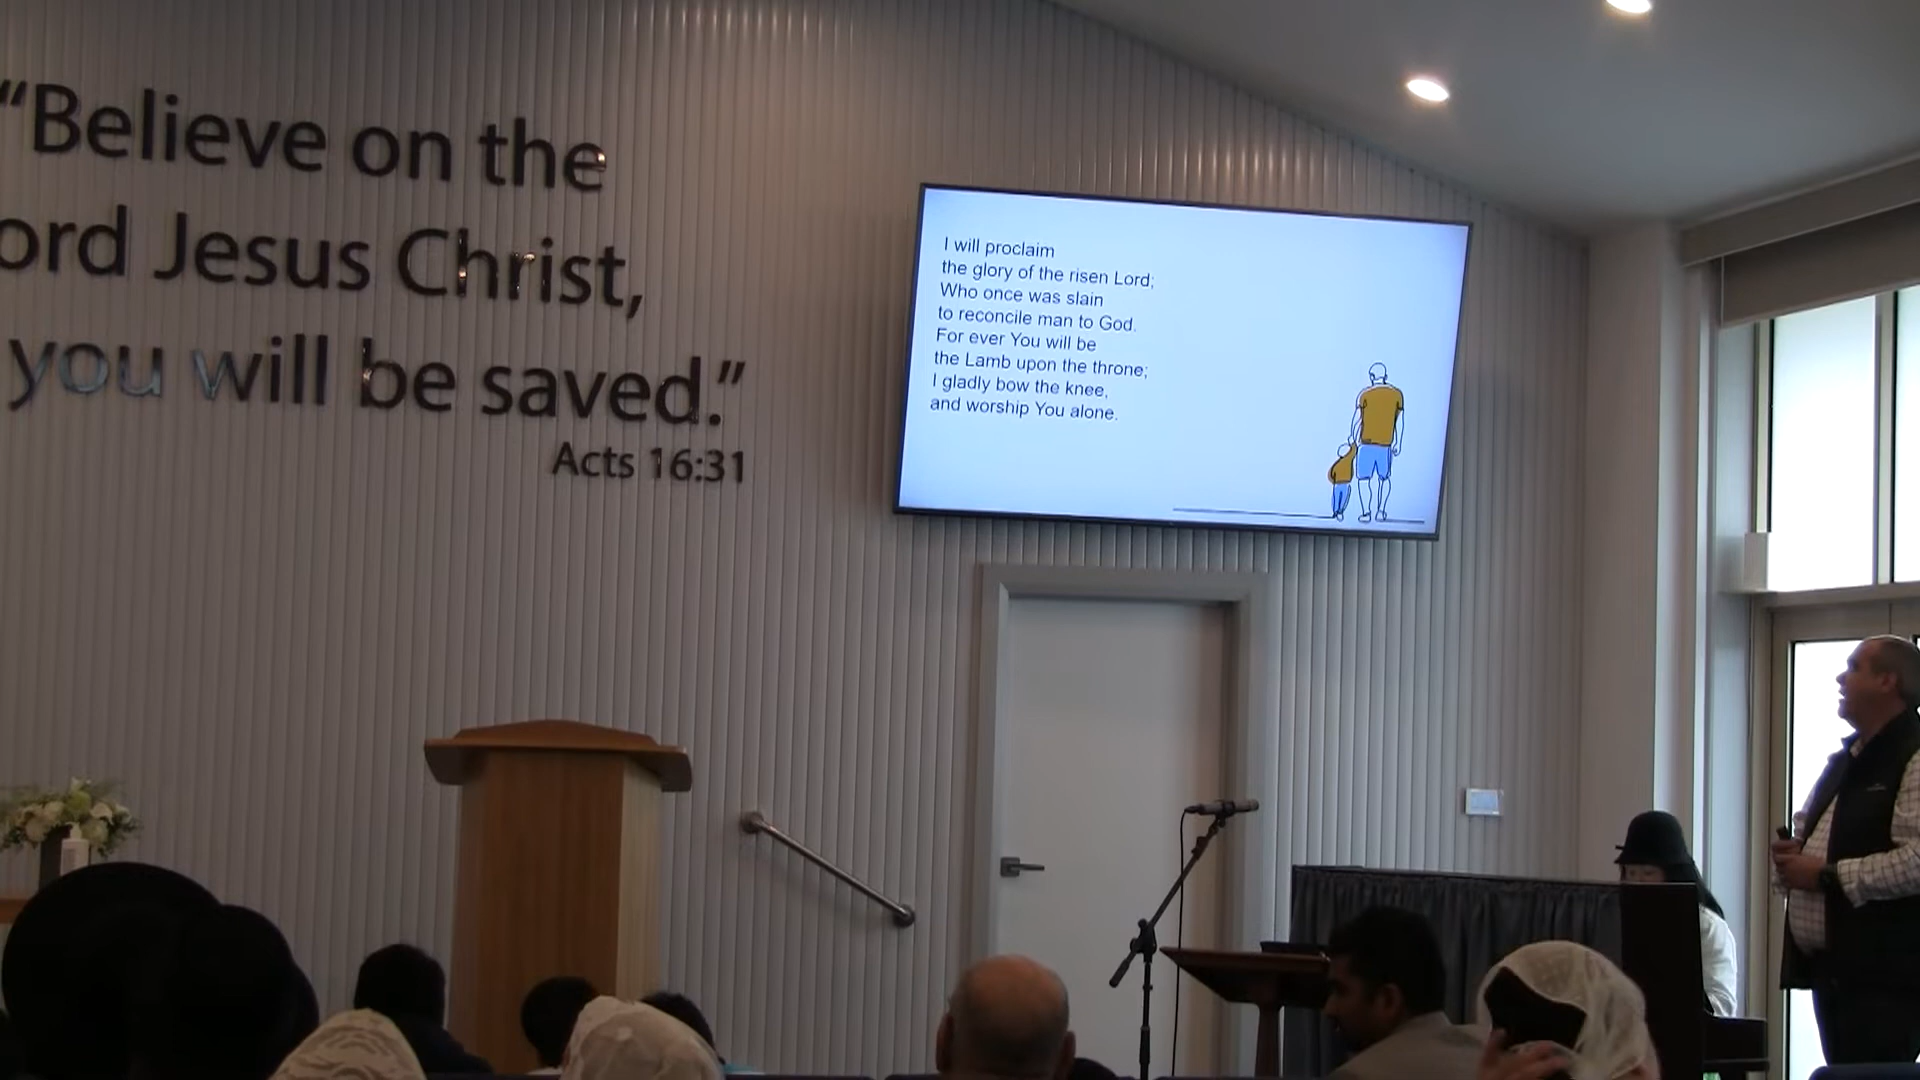 “Believe on the
ord Jesus Christ,
you will be saved.”
Acts 16:31
I will proclaim
the glory of the risen Lord;
Who once was slain
to reconcile man to God.
For ever You will be
the Lamb upon the throne;
I gladly bow the knee,
and worship You alone.